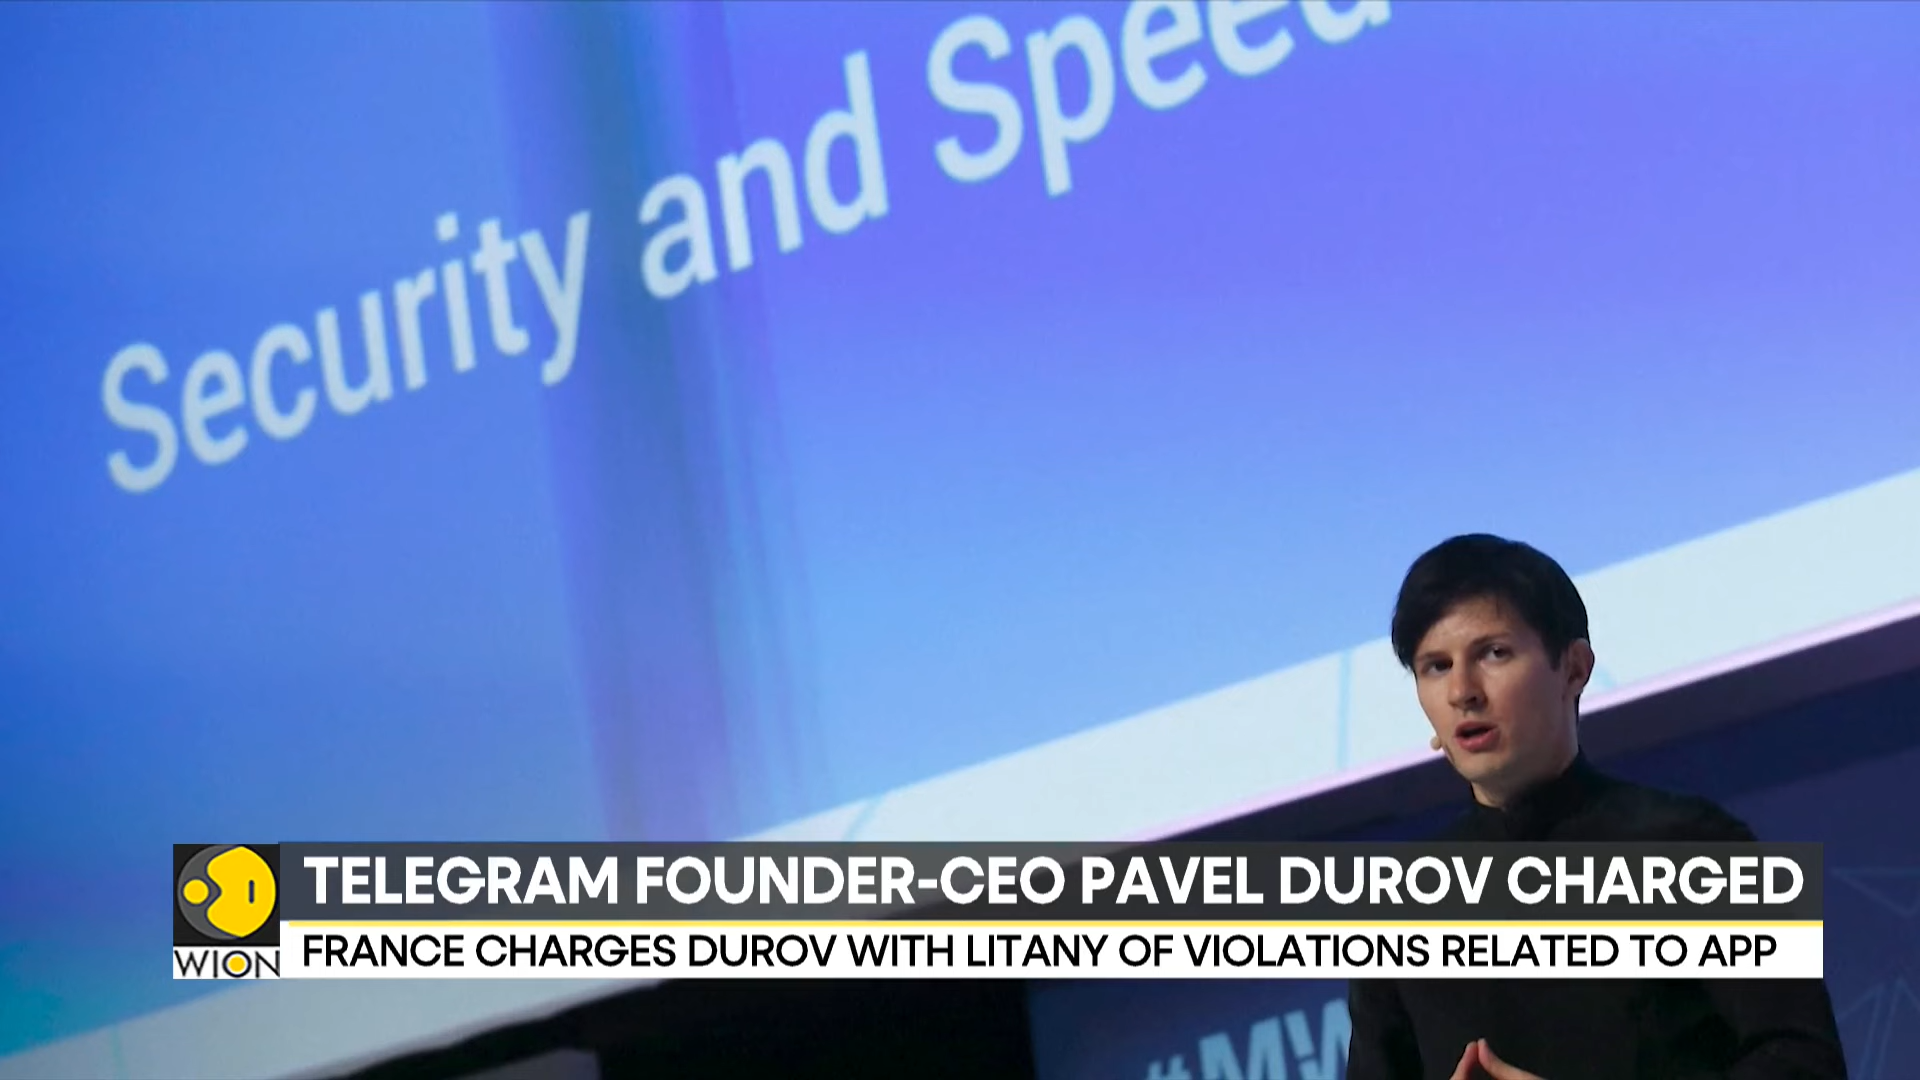 Security and Speed
TELEGRAM FOUNDER-CEO PAVEL DUROV CHARGED
FRANCE CHARGES DUROV WITH LITANY OF VIOLATIONS RELATED TO APP
WION